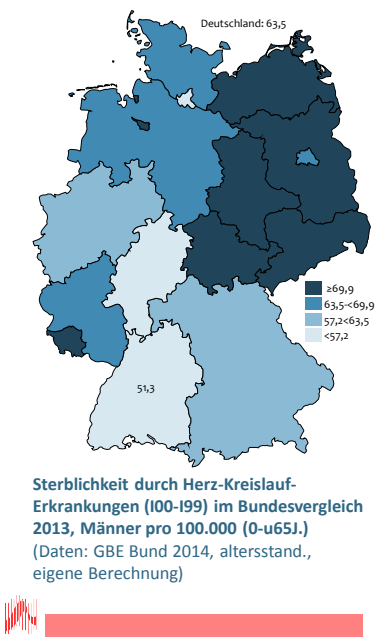 Deutschland: 63,5
≥69,9
63,5-<69,9
57,2<63,5
<57,2
51,3
Sterblichkeit durch Herz-Kreislauf-
Erkrankungen (I00-I99) im Bundesvergleich
2013, Männer pro 100.000 (0-u65J.)
(Daten: GBE Bund 2014, altersstand.,
eigene Berechnung)